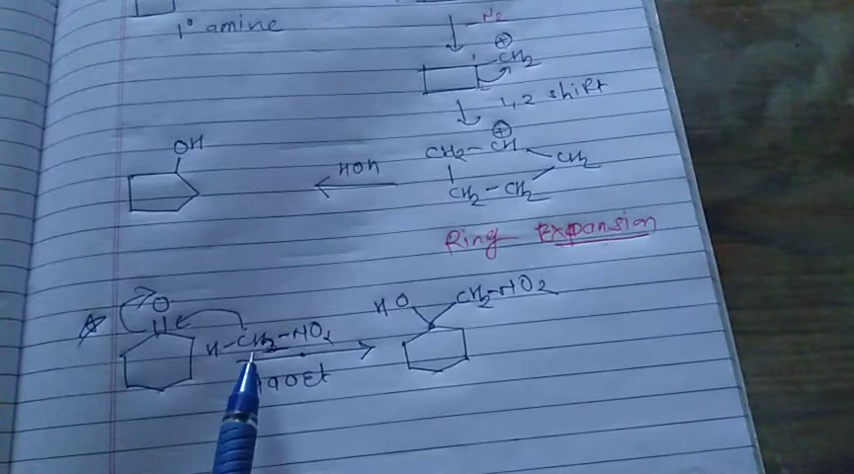 1° amine
-N2
⊕
CH2
1,2 shift
⊕
CH2-CH
CH2
CH2-CH2
HOH
OH
Ring Expansion
O
H-CH2-NO2
NaOEt
HO
CH2-NO2